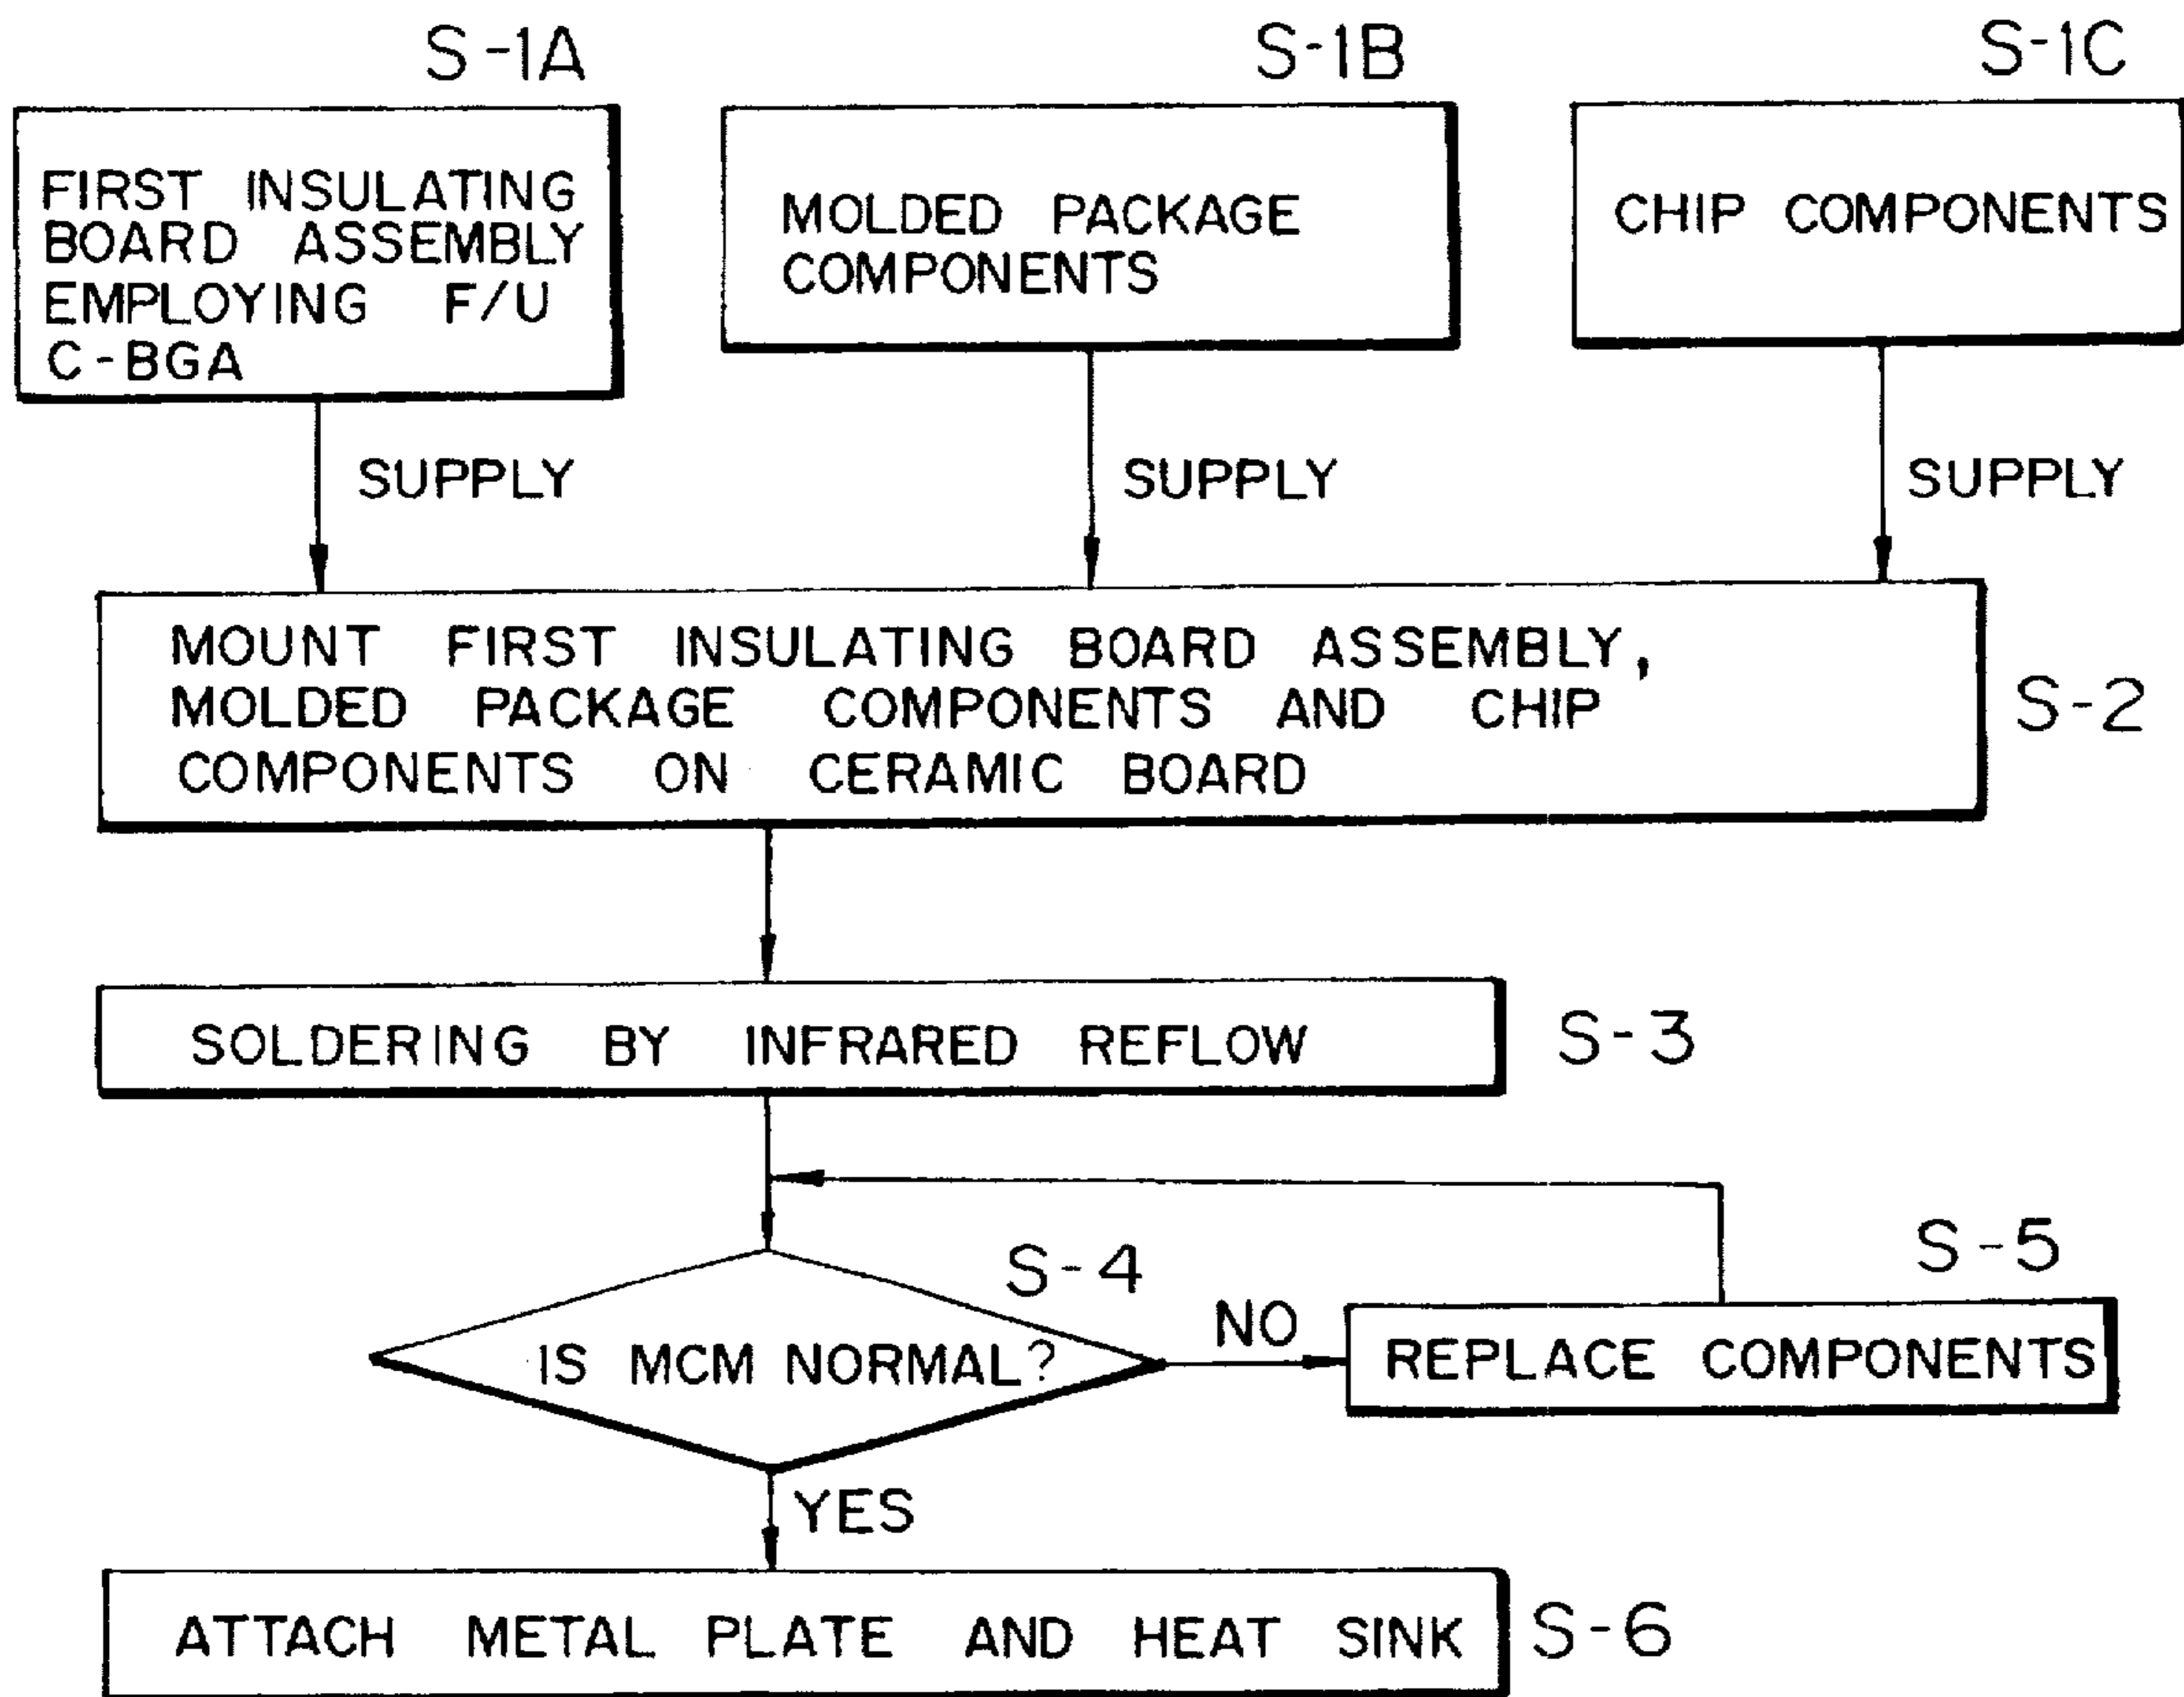 S-1A
S-1B
S-1C
FIRST INSULATING
BOARD ASSEMBLY
EMPLOYING F/U
C-BGA
MOLDED PACKAGE
COMPONENTS
CHIP COMPONENTS
SUPPLY
SUPPLY
SUPPLY
MOUNT FIRST INSULATING BOARD ASSEMBLY,
MOLDED PACKAGE COMPONENTS AND CHIP
COMPONENTS ON CERAMIC BOARD
S-2
SOLDERING BY INFRARED REFLOW
S-3
S-4
IS MCM NORMAL?
NO
S-5
REPLACE COMPONENTS
YES
ATTACH METAL PLATE AND HEAT SINK
S-6